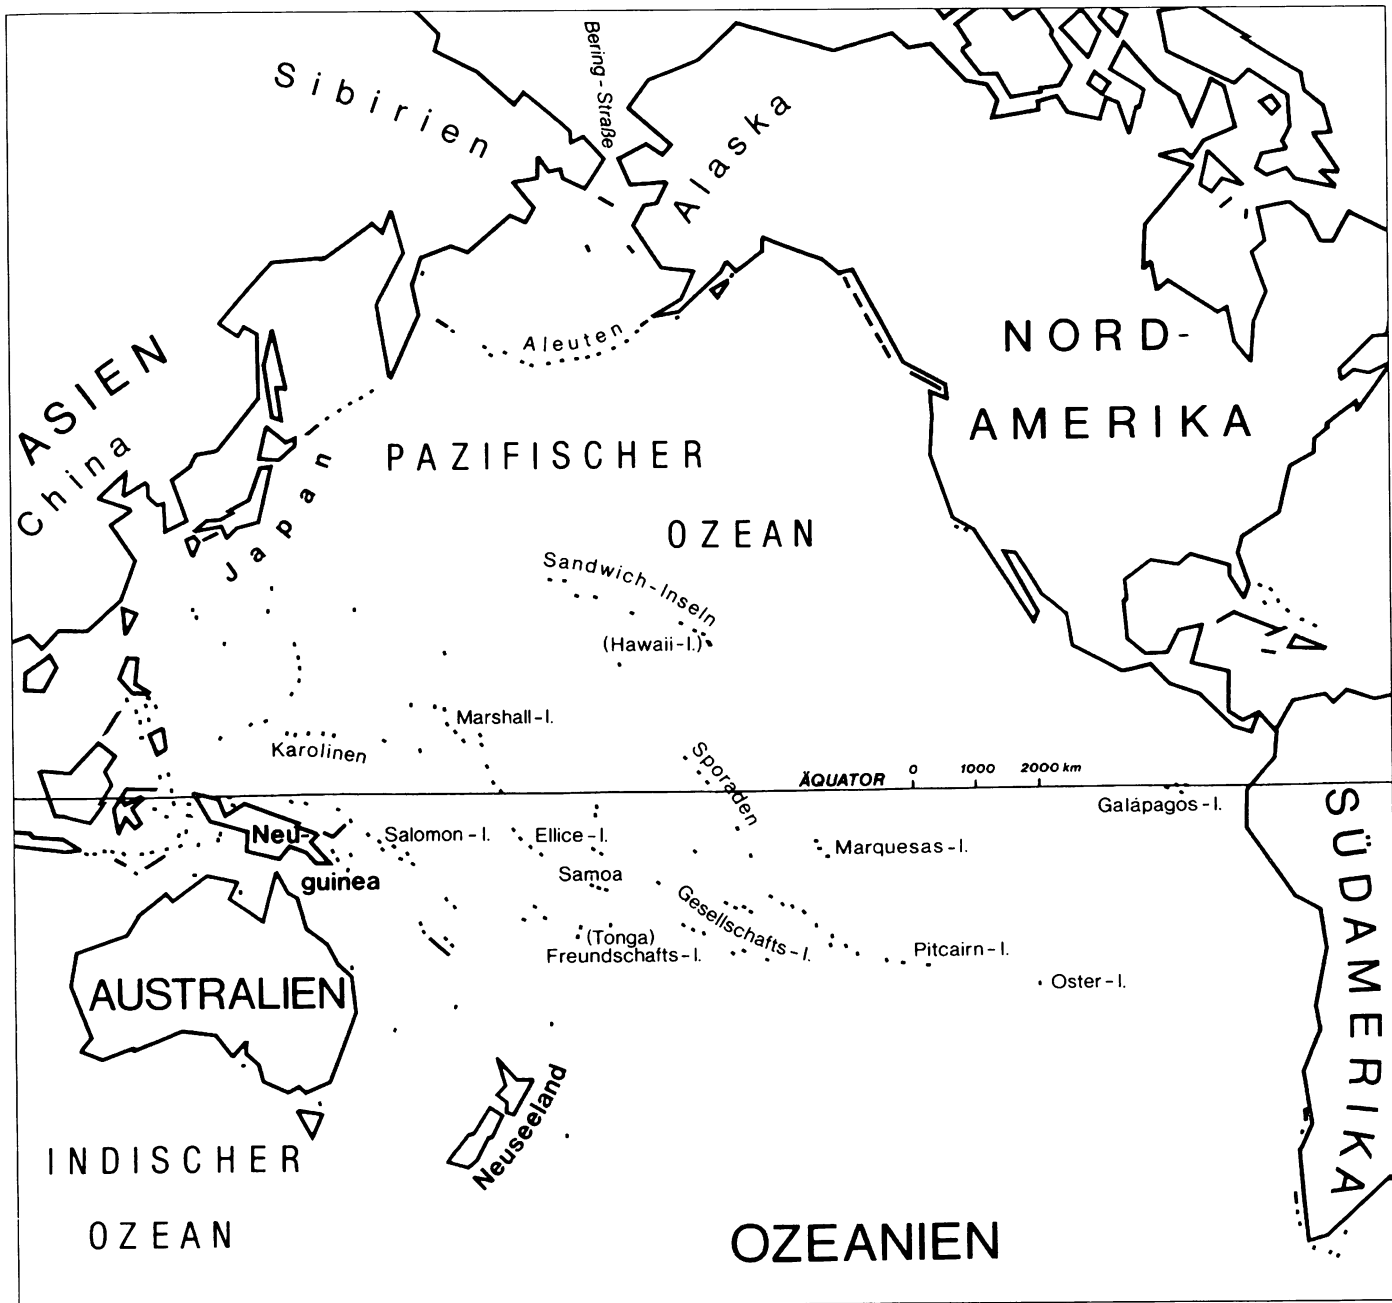 Bering-Straße
Sibirien
Alaska
Aleuten
NORD-
AMERIKA
ASIEN
China
Japan
PAZIFISCHER
OZEAN
Sandwich-Inseln
(Hawaii-I.)
Marshall-I.
Karolinen
Sporaden
ÄQUATOR 0 1000 2000 km
Galápagos-I.
Neu-
guinea
Salomon-I.
Ellice-I.
Marquesas-I.
Samoa
Gesellschafts-I.
(Tonga)
Freundschafts-I.
Pitcairn-I.
Oster-I.
SÜDAMERIKA
AUSTRALIEN
Neuseeland
INDISCHER
OZEAN
OZEANIEN